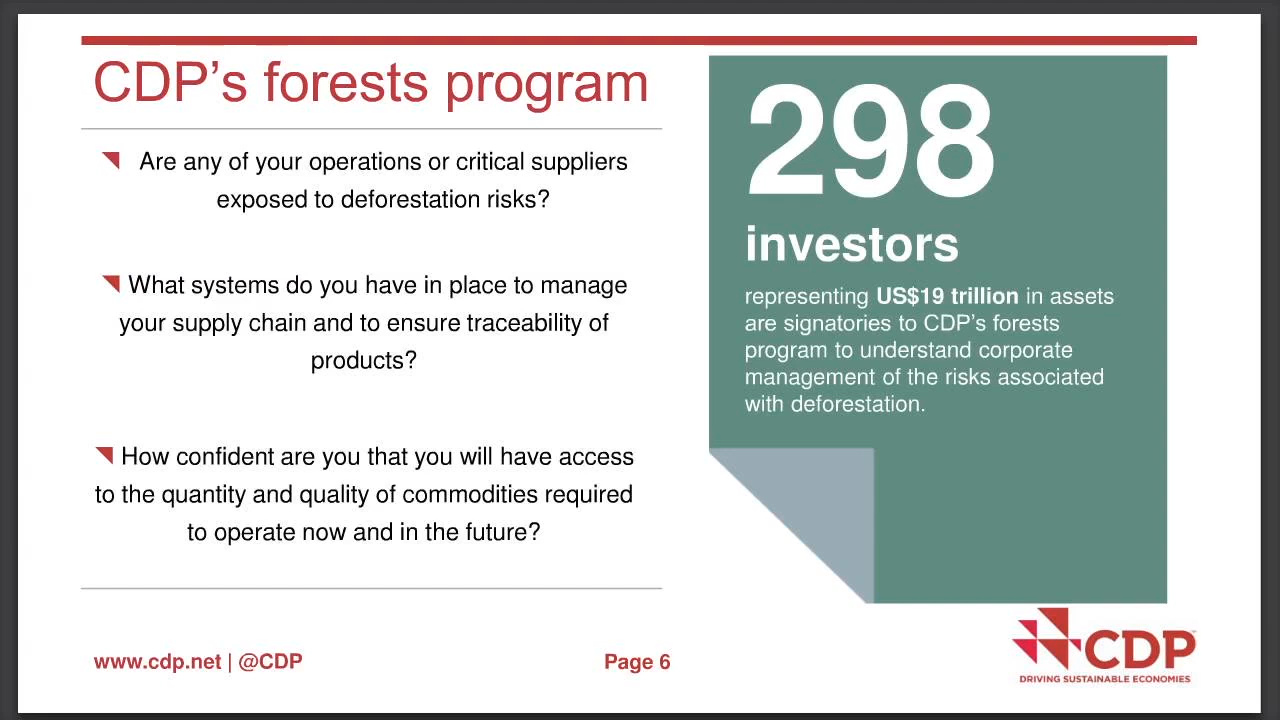 CDP’s forests program
Are any of your operations or critical suppliers
exposed to deforestation risks?
What systems do you have in place to manage
your supply chain and to ensure traceability of
products?
How confident are you that you will have access
to the quantity and quality of commodities required
to operate now and in the future?
298
investors
representing US$19 trillion in assets
are signatories to CDP’s forests
program to understand corporate
management of the risks associated
with deforestation.
www.cdp.net | @CDP
Page 6
CDP
DRIVING SUSTAINABLE ECONOMIES